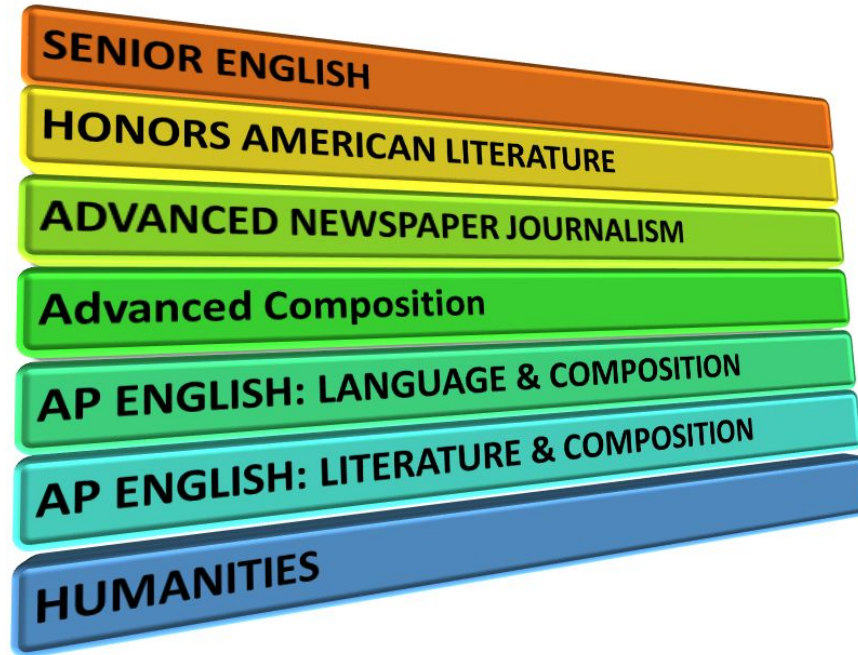 SENIOR ENGLISH
HONORS AMERICAN LITERATURE
ADVANCED NEWSPAPER JOURNALISM
Advanced Composition
AP ENGLISH: LANGUAGE & COMPOSITION
AP ENGLISH: LITERATURE & COMPOSITION
HUMANITIES